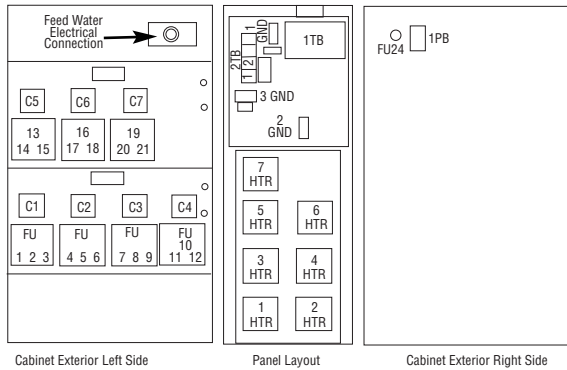 Feed Water
Electrical
Connection
C5 C6 C7
13
14 15
16
17 18
19
20 21
C1 C2 C3 C4
FU
1 2 3
FU
4 5 6
FU
7 8 9
FU
10
11 12
Cabinet Exterior Left Side
1
GND
1TB
2TB
1 2
3 GND
2
GND
7
HTR
5
HTR
6
HTR
3
HTR
4
HTR
1
HTR
2
HTR
Panel Layout
FU24
1PB
Cabinet Exterior Right Side